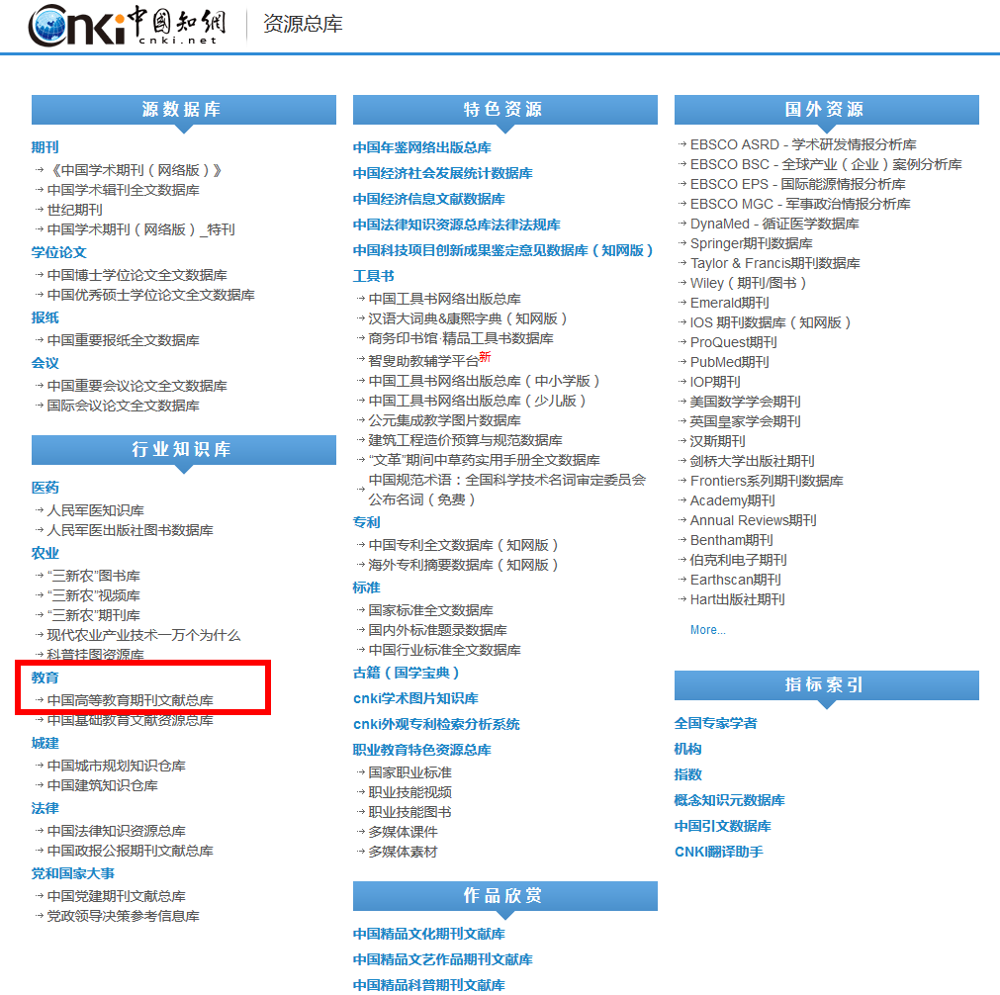 Cnki中國知網
cnki.net
资源总库
源数据库
期刊
《中国学术期刊（网络版）》
中国学术辑刊全文数据库
世纪期刊
中国学术期刊（网络版）_特刊
学位论文
中国博士学位论文全文数据库
中国优秀硕士学位论文全文数据库
报纸
中国重要报纸全文数据库
会议
中国重要会议论文全文数据库
国际会议论文全文数据库
行业知识库
医药
人民军医知识库
人民军医出版社图书数据库
农业
“三新农”图书库
“三新农”视频库
“三新农”期刊库
现代农业产业技术一万个为什么
科普挂图资源库
教育
中国高等教育期刊文献总库
中国基础教育文献资源总库
城建
中国城市规划知识仓库
中国建筑知识仓库
法律
中国法律知识资源总库
中国政报公报期刊文献总库
党和国家大事
中国党建期刊文献总库
党政领导决策参考信息库
特色资源
中国年鉴网络出版总库
中国经济社会发展统计数据库
中国经济信息文献数据库
中国法律知识资源总库法律法规库
中国科技项目创新成果鉴定意见数据库（知网版）
工具书
中国工具书网络出版总库
汉语大词典&康熙字典（知网版）
商务印书馆·精品工具书数据库
智叟助教辅学平台新
中国工具书网络出版总库（中小学版）
中国工具书网络出版总库（少儿版）
公元集成教学图片数据库
建筑工程造价预算与规范数据库
“文革”期间中草药实用手册全文数据库
中国规范术语：全国科学技术名词审定委员会
公布名词（免费）
专利
中国专利全文数据库（知网版）
海外专利摘要数据库（知网版）
标准
国家标准全文数据库
国内外标准题录数据库
中国行业标准全文数据库
古籍（国学宝典）
cnki学术图片知识库
cnki外观专利检索分析系统
职业教育特色资源总库
国家职业标准
职业技能视频
职业技能图书
多媒体课件
多媒体素材
作品欣赏
中国精品文化期刊文献库
中国精品文艺作品期刊文献库
中国精品科普期刊文献库
国外资源
EBSCO ASRD - 学术研发情报分析库
EBSCO BSC - 全球产业（企业）案例分析库
EBSCO EPS - 国际能源情报分析库
EBSCO MGC - 军事政治情报分析库
DynaMed - 循证医学数据库
Springer期刊数据库
Taylor & Francis期刊数据库
Wiley（期刊/图书）
Emerald期刊
IOS 期刊数据库（知网版）
ProQuest期刊
PubMed期刊
IOP期刊
美国数学学会期刊
英国皇家学会期刊
汉斯期刊
剑桥大学出版社期刊
Frontiers系列期刊数据库
Academy期刊
Annual Reviews期刊
Bentham期刊
伯克利电子期刊
Earthscan期刊
Hart出版社期刊
More...
指标索引
全国专家学者
机构
指数
概念知识元数据库
中国引文数据库
CNKI翻译助手